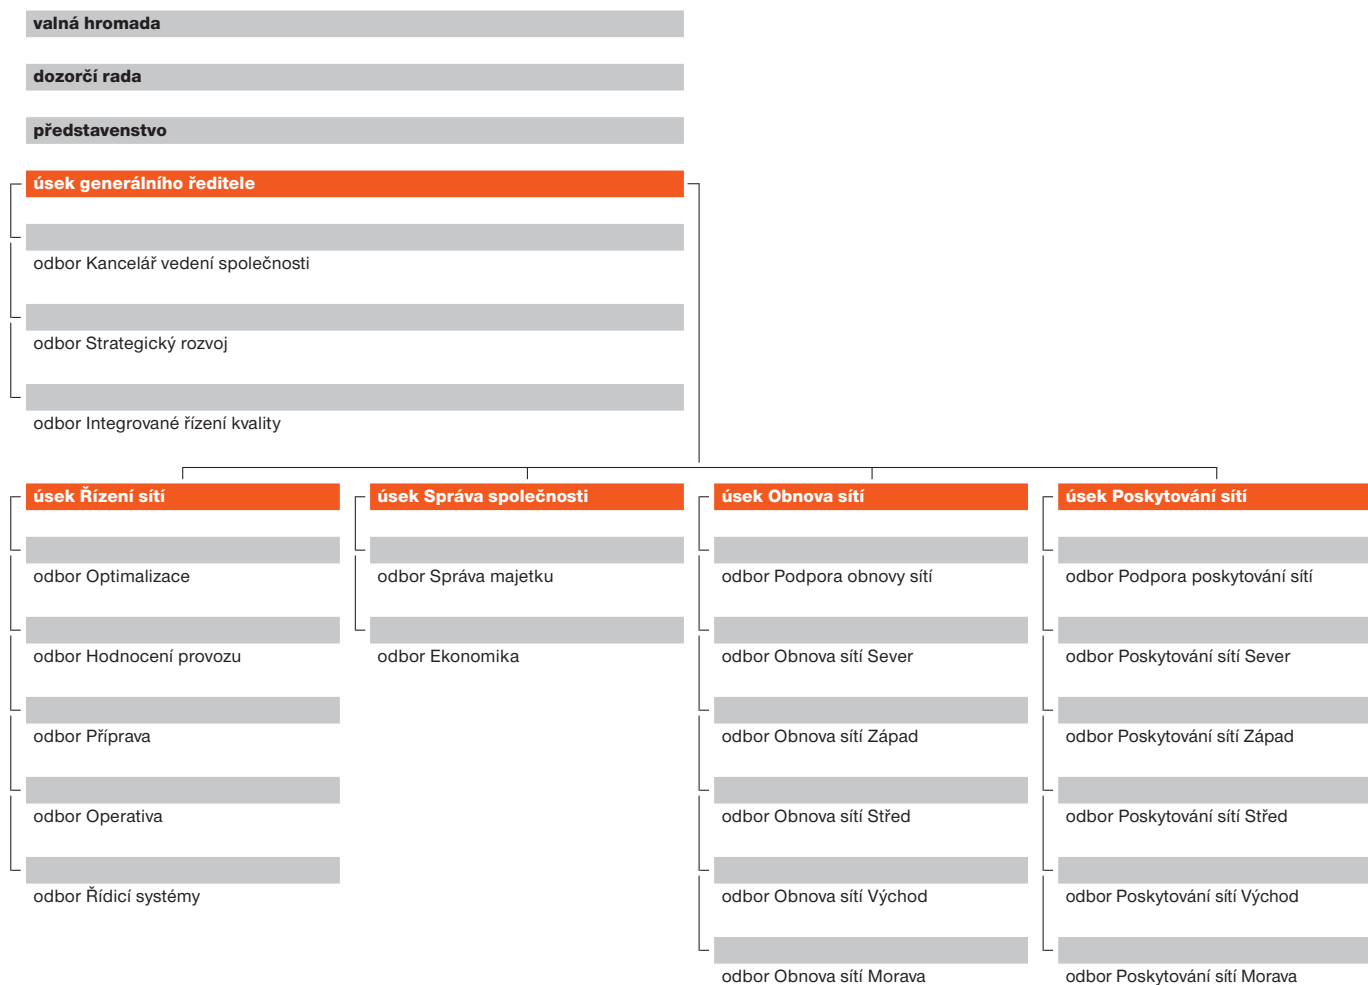 valná hromada
dozorčí rada
představenstvo
úsek generálního ředitele
odbor Kancelář vedení společnosti
odbor Strategický rozvoj
odbor Integrované řízení kvality
úsek Řízení sítí
odbor Optimalizace
odbor Hodnocení provozu
odbor Příprava
odbor Operativa
odbor Řídicí systémy
úsek Správa společnosti
odbor Správa majetku
odbor Ekonomika
úsek Obnova sítí
odbor Podpora obnovy sítí
odbor Obnova sítí Sever
odbor Obnova sítí Západ
odbor Obnova sítí Střed
odbor Obnova sítí Východ
odbor Obnova sítí Morava
úsek Poskytování sítí
odbor Podpora poskytování sítí
odbor Poskytování sítí Sever
odbor Poskytování sítí Západ
odbor Poskytování sítí Střed
odbor Poskytování sítí Východ
odbor Poskytování sítí Morava